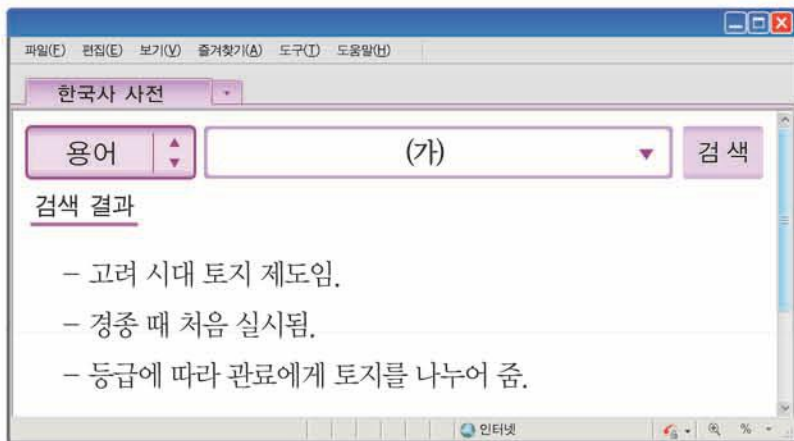 파일(F) 편집(E) 보기(V) 즐겨찾기(A) 도구(T) 도움말(H)
한국사 사전
용어 (가) 검색
검색 결과
- 고려 시대 토지 제도임.
- 경종 때 처음 실시됨.
- 등급에 따라 관료에게 토지를 나누어 줌.
인터넷 %